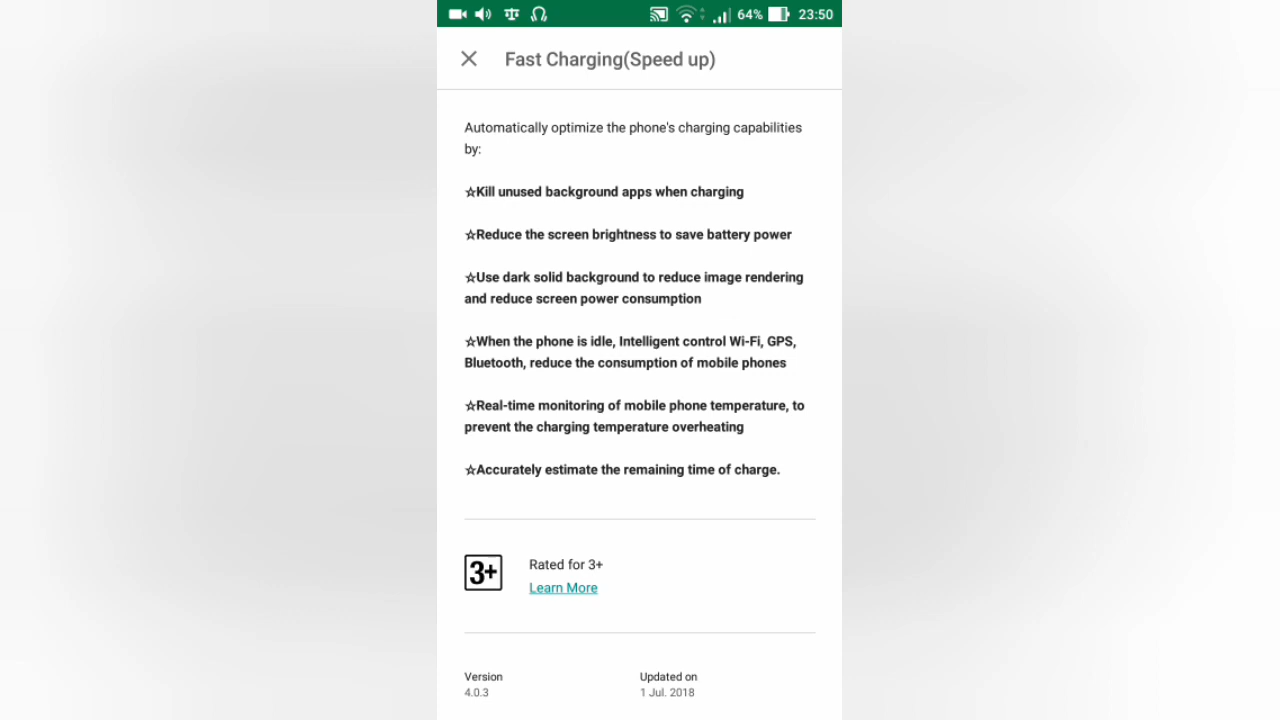 64% 23:50
Fast Charging(Speed up)
Automatically optimize the phone's charging capabilities
by:
☆Kill unused background apps when charging
☆Reduce the screen brightness to save battery power
☆Use dark solid background to reduce image rendering
and reduce screen power consumption
☆When the phone is idle, Intelligent control Wi-Fi, GPS,
Bluetooth, reduce the consumption of mobile phones
☆Real-time monitoring of mobile phone temperature, to
prevent the charging temperature overheating
☆Accurately estimate the remaining time of charge.
3+ Rated for 3+
Learn More
Version Updated on
4.0.3 1 Jul. 2018